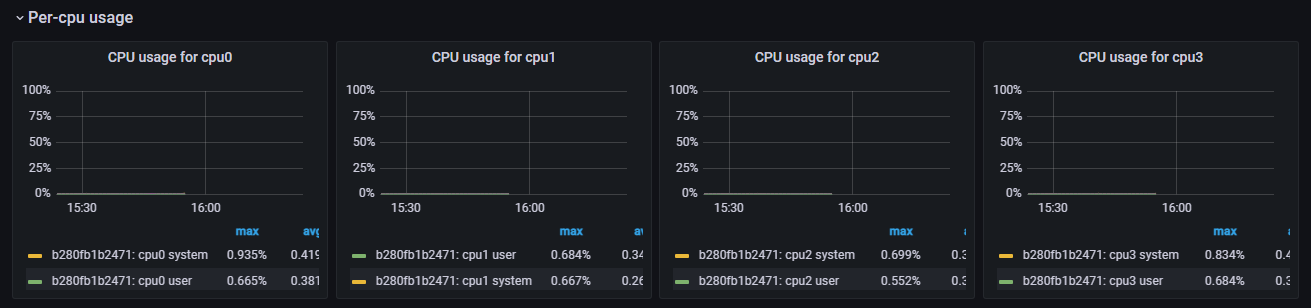 Per-cpu usage
CPU usage for cpu0
100%
75%
50%
25%
0%
15:30 16:00
max avg
b280fb1b2471: cpu0 system 0.935% 0.419
b280fb1b2471: cpu0 user 0.665% 0.381
CPU usage for cpu1
100%
75%
50%
25%
0%
15:30 16:00
max
b280fb1b2471: cpu1 user 0.684% 0.34
b280fb1b2471: cpu1 system 0.667% 0.26
CPU usage for cpu2
100%
75%
50%
25%
0%
15:30 16:00
max
b280fb1b2471: cpu2 system 0.699% 0.3
b280fb1b2471: cpu2 user 0.552% 0.3
CPU usage for cpu3
100%
75%
50%
25%
0%
15:30 16:00
max
b280fb1b2471: cpu3 system 0.834% 0.4
b280fb1b2471: cpu3 user 0.684% 0.3